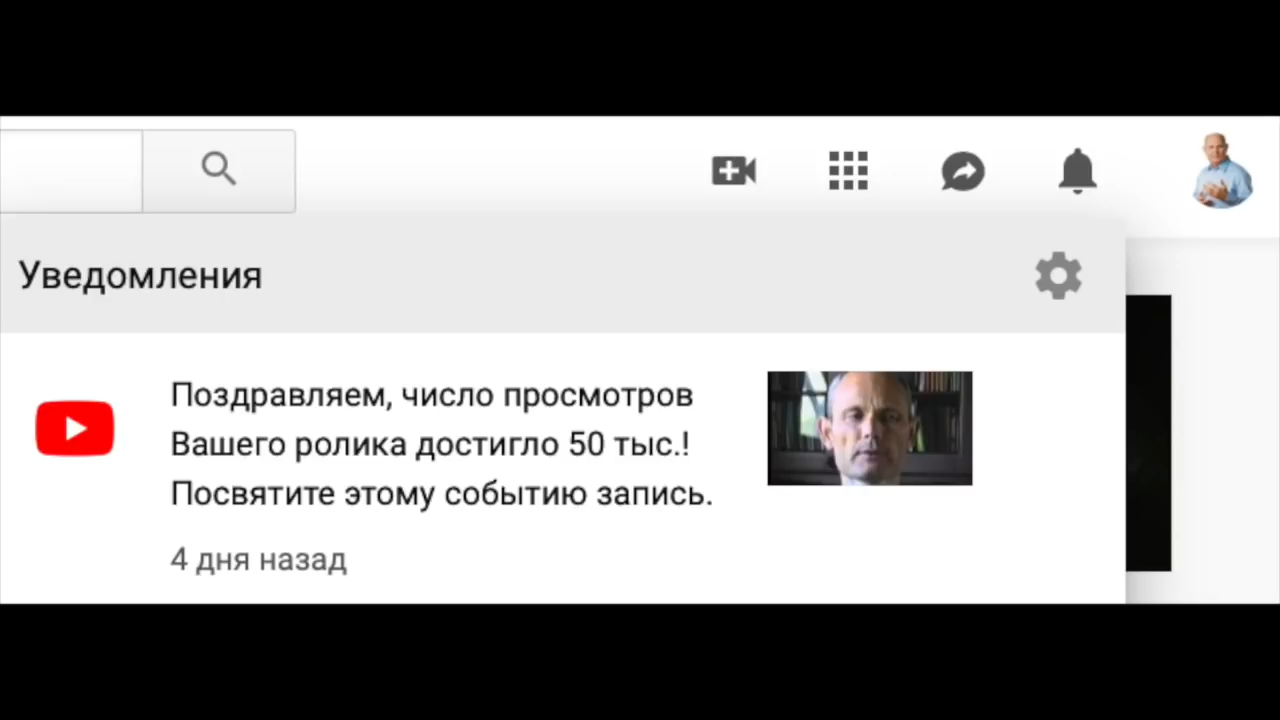 Уведомления
Поздравляем, число просмотров
Вашего ролика достигло 50 тыс.!
Посвятите этому событию запись.
4 дня назад